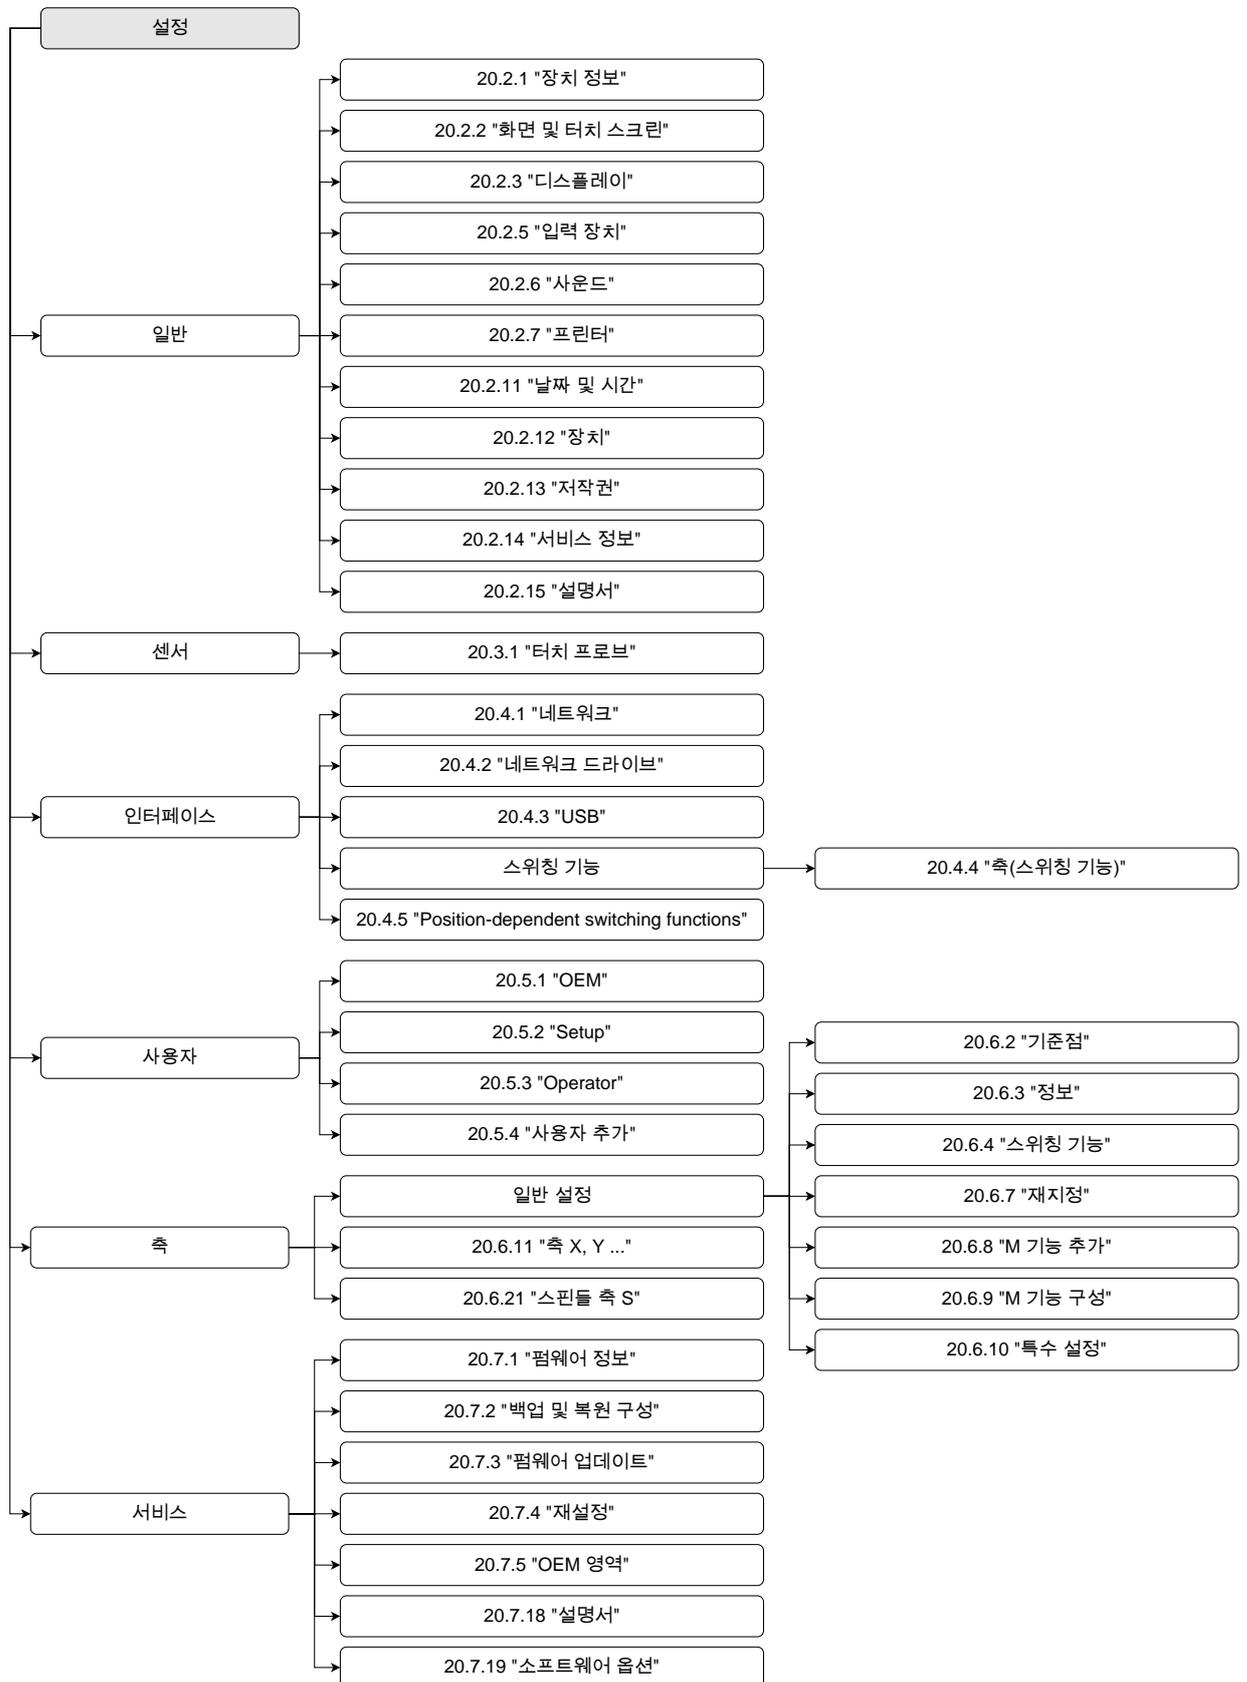 설정
일반
20.2.1 "장치 정보"
20.2.2 "화면 및 터치 스크린"
20.2.3 "디스플레이"
20.2.5 "입력 장치"
20.2.6 "사운드"
20.2.7 "프린터"
20.2.11 "날짜 및 시간"
20.2.12 "장치"
20.2.13 "저작권"
20.2.14 "서비스 정보"
20.2.15 "설명서"
센서
20.3.1 "터치 프로브"
인터페이스
20.4.1 "네트워크"
20.4.2 "네트워크 드라이브"
20.4.3 "USB"
스위칭 기능
20.4.4 "축(스위칭 기능)"
20.4.5 "Position-dependent switching functions"
사용자
20.5.1 "OEM"
20.5.2 "Setup"
20.5.3 "Operator"
20.5.4 "사용자 추가"
축
일반 설정
20.6.2 "기준점"
20.6.3 "정보"
20.6.4 "스위칭 기능"
20.6.7 "재지정"
20.6.8 "M 기능 추가"
20.6.9 "M 기능 구성"
20.6.10 "특수 설정"
20.6.11 "축 X, Y ..."
20.6.21 "스핀들 축 S"
서비스
20.7.1 "펌웨어 정보"
20.7.2 "백업 및 복원 구성"
20.7.3 "펌웨어 업데이트"
20.7.4 "재설정"
20.7.5 "OEM 영역"
20.7.18 "설명서"
20.7.19 "소프트웨어 옵션"